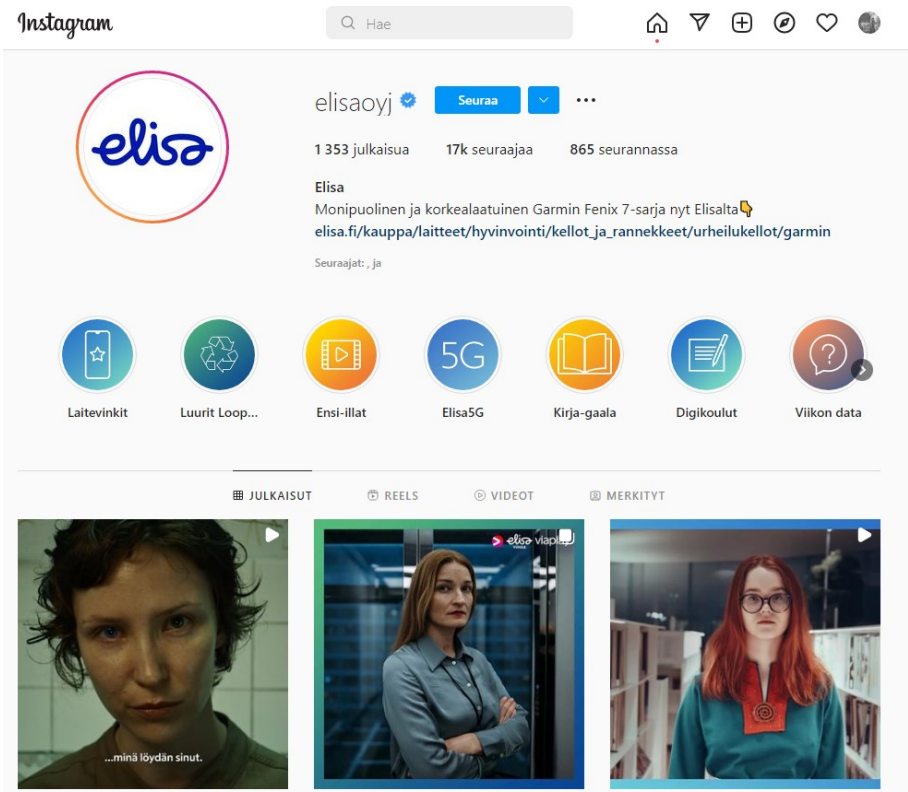 Instagram
Hae
elisa
elisaoyj
Seuraa
1 353 julkaisua 17k seuraajaa 865 seurannassa
Elisa
Monipuolinen ja korkealaatuinen Garmin Fenix 7-sarja nyt Elisalta
elisa.fi/kauppa/laitteet/hyvinvointi/kellot_ja_rannekkeet/urheilukellot/garmin
Seuraajat: , ja
5G
Laitevinkit Luurit Loop... Ensi-illat Elisa5G Kirja-gaala Digikoulut Viikon data
JULKAISUT REELS VIDEOT MERKITYT
elisa viapl
...minä löydän sinut.